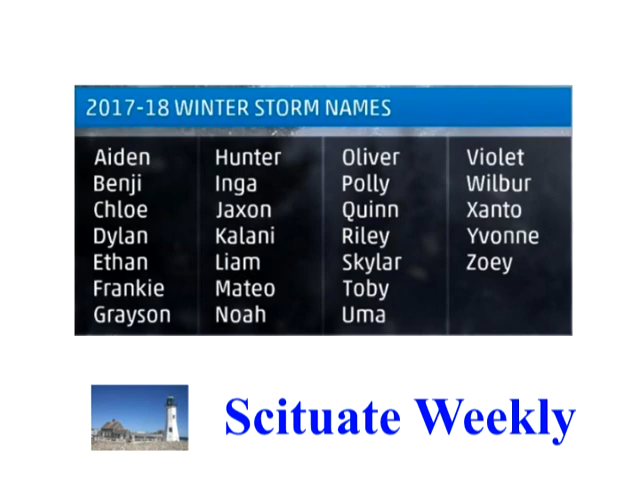 2017-18 WINTER STORM NAMES
Aiden
Benji
Chloe
Dylan
Ethan
Frankie
Grayson
Hunter
Inga
Jaxon
Kalani
Liam
Mateo
Noah
Oliver
Polly
Quinn
Riley
Skylar
Toby
Uma
Violet
Wilbur
Xanto
Yvonne
Zoey
Scituate Weekly